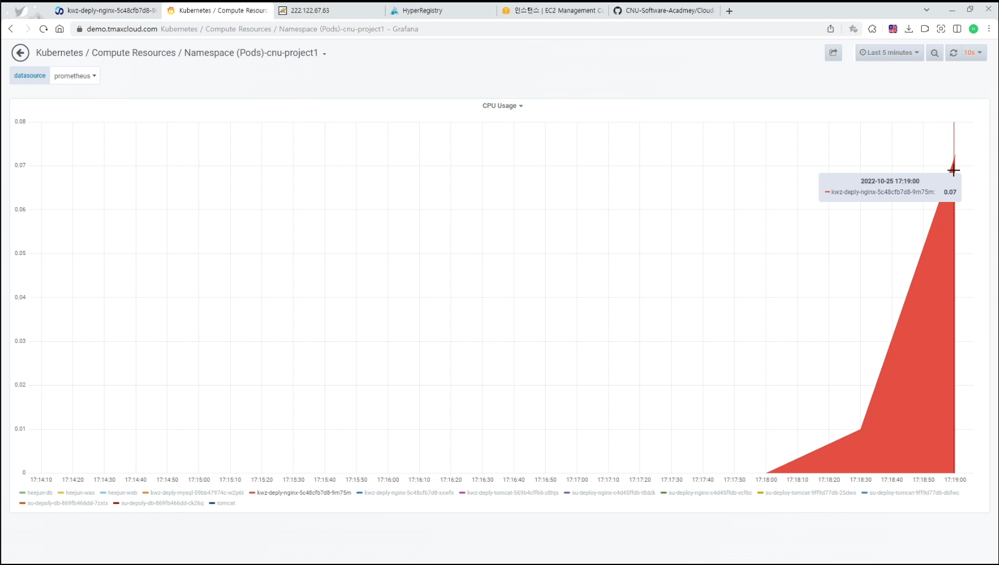 kwz-deply-nginx-5c48cfb7d8-9
Kubernetes / Compute Resourc
222.122.67.63
HyperRegistry
인스턴스 | EC2 Management Co
CNU-Software-Acadmey/Cloud-
demo.tmaxcloud.com Kubernetes / Compute Resources / Namespace (Pods)-cnu-project1 - Grafana
Kubernetes / Compute Resources / Namespace (Pods)-cnu-project1
Last 5 minutes
10s
datasource prometheus
CPU Usage
0.08
0.07
2022-10-25 17:19:00
kwz-deply-nginx-5c48cfb7d8-9m75m: 0.07
0.06
0.05
0.04
0.03
0.02
0.01
0
17:14:10 17:14:20 17:14:30 17:14:40 17:14:50 17:15:00 17:15:10 17:15:20 17:15:30 17:15:40 17:15:50 17:16:00 17:16:10 17:16:20 17:16:30 17:16:40 17:16:50 17:17:00 17:17:10 17:17:20 17:17:30 17:17:40 17:17:50 17:18:00 17:18:10 17:18:20 17:18:30 17:18:40 17:18:50 17:19:00
heejun-db heejun-was heejun-web kwz-deply-mysql-59bb47974c-w2p6t kwz-deply-nginx-5c48cfb7d8-9m75m kwz-deply-nginx-5c48cfb7d8-xxwfs kwz-deply-tomcat-569b4cff66-z8hjs su-deploy-nginx-c4d45ffdb-t8dzk su-deploy-nginx-c4d45ffdb-vcf6c su-deploy-tomcat-9ff9d77d6-25dwx su-deploy-tomcat-9ff9d77d6-dbfwc
su-depoly-db-869fb466dd-7zxtx su-depoly-db-869fb466dd-ck26q tomcat